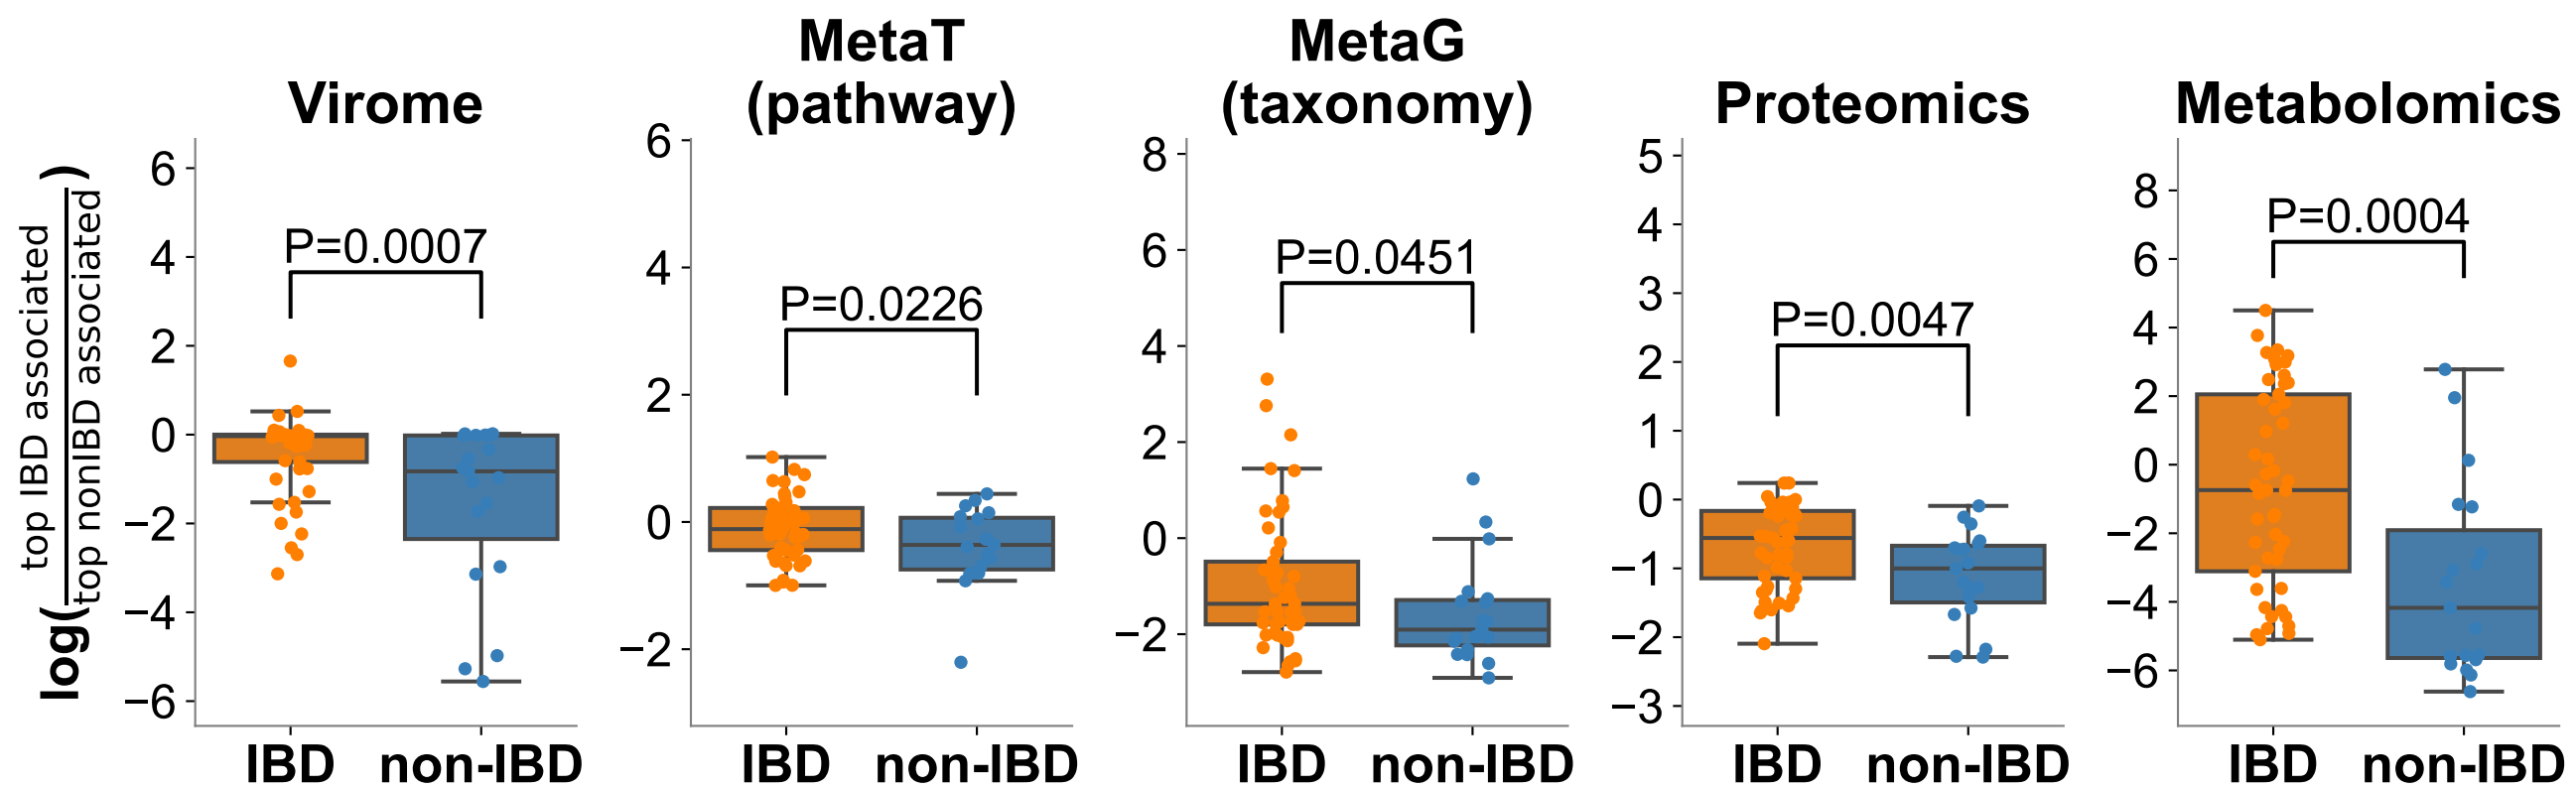 Virome
MetaT
(pathway)
MetaG
(taxonomy)
Proteomics
Metabolomics
log(top IBD associated
top nonIBD associated)
6
4
2
0
−2
−4
−6
P=0.0007
IBD
non-IBD
6
4
2
0
−2
P=0.0226
IBD
non-IBD
8
6
4
2
0
−2
P=0.0451
IBD
non-IBD
5
4
3
2
1
0
−1
−2
−3
P=0.0047
IBD
non-IBD
8
6
4
2
0
−2
−4
−6
P=0.0004
IBD
non-IBD